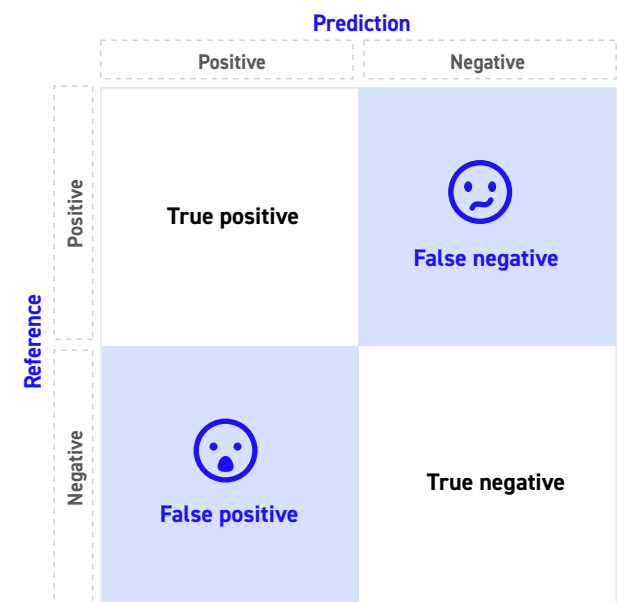 Prediction
Positive
Negative
Reference
Positive
True positive
False negative
Negative
False positive
True negative